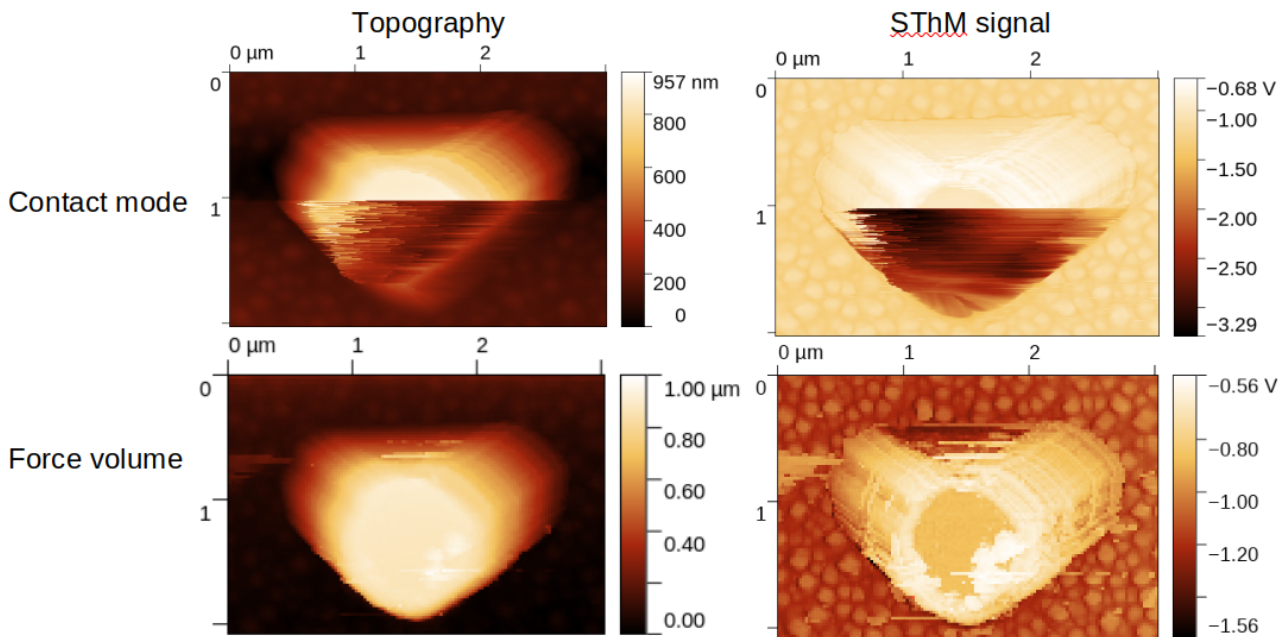 Topography
SThM signal
0 µm 1 2
0 µm 1 2
0
957 nm
0
−0.68 V
800
−1.00
600
−1.50
Contact mode
1
400
1
−2.00
200
−2.50
0
−3.29
0 µm 1 2
0 µm 1 2
0
1.00 µm
0
−0.56 V
0.80
−0.80
Force volume
0.60
−1.00
1
0.40
1
−1.20
0.00
−1.56